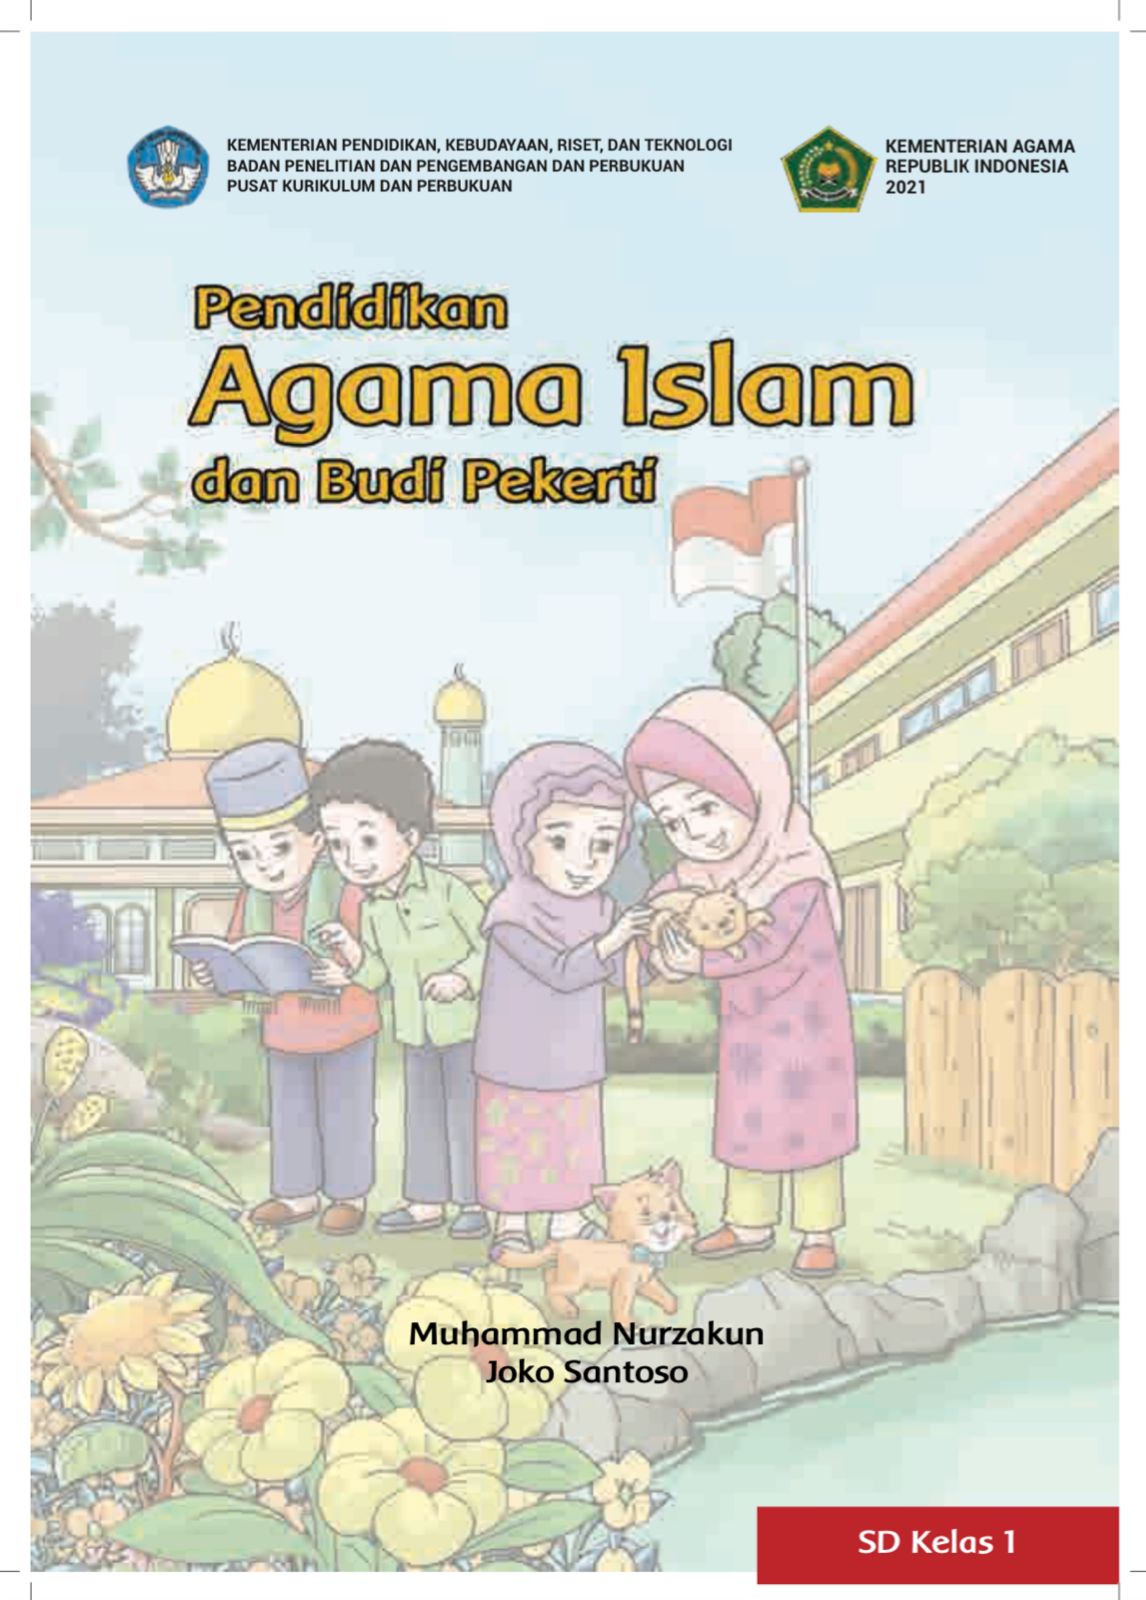 KEMENTERIAN PENDIDIKAN, KEBUDAYAAN, RISET, DAN TEKNOLOGI
BADAN PENELITIAN DAN PENGEMBANGAN DAN PERBUKUAN
PUSAT KURIKULUM DAN PERBUKUAN
KEMENTERIAN AGAMA
REPUBLIK INDONESIA
2021
Pendidikan
Agama Islam
dan Budi Pekerti
Muhammad Nurzakun
Joko Santoso
SD Kelas 1